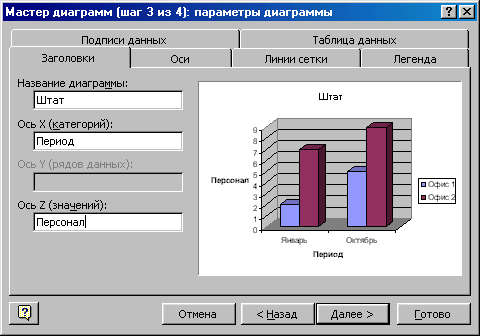 Мастер диаграмм (шаг 3 из 4): параметры диаграммы
Подписи данных Таблица данных
Заголовки Оси Линии сетки Легенда
Название диаграммы:
Штат
Ось X (категорий):
Период
Ось Y (рядов данных):
Ось Z (значений):
Персонал
Штат
9
8
7
6
5
4
3
2
1
0
Персонал
Январь Октябрь
Период
Офис 1
Офис 2
? Отмена < Назад Далее > Готово